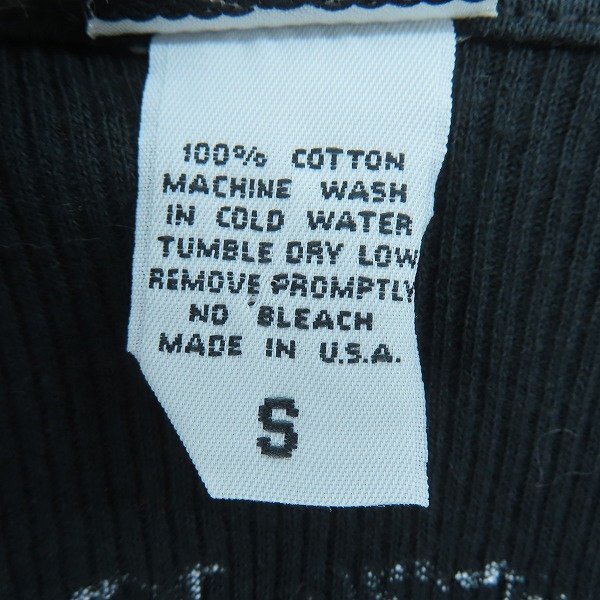 100% COTTON
MACHINE WASH
IN COLD WATER
TUMBLE DRY LOW
REMOVE PROMPTLY
NO BLEACH
MADE IN U.S.A.
S